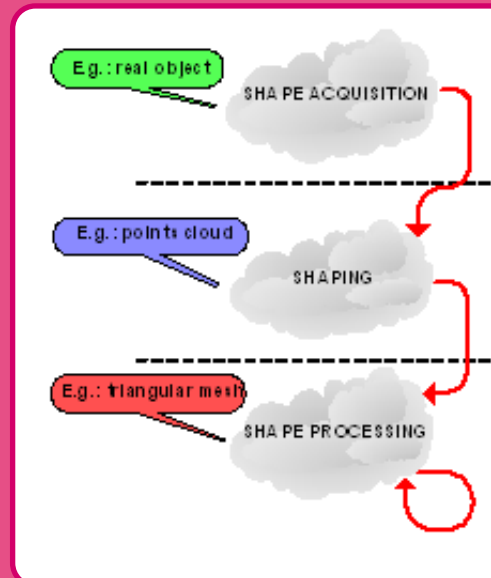 E.g.: real object
SHAPE ACQUISITION
E.g.: points cloud
SHAPING
E.g.: triangular mesh
SHAPE PROCESSING